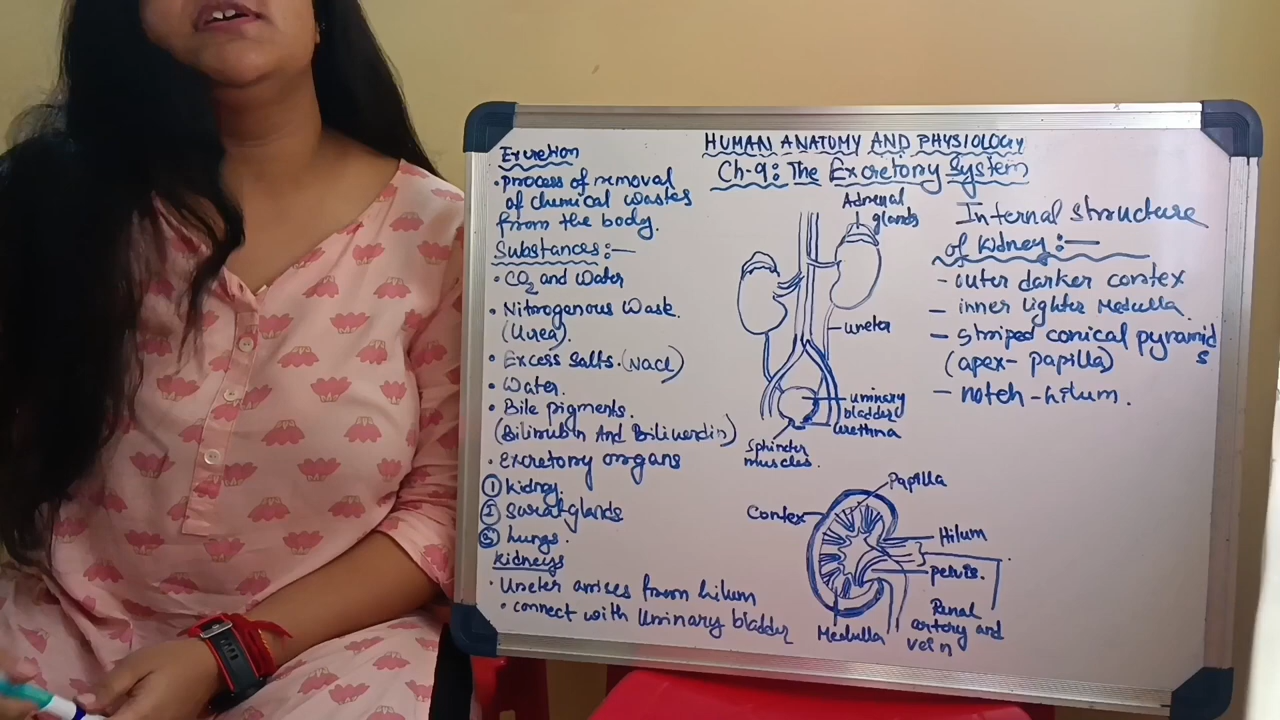 HUMAN ANATOMY AND PHYSIOLOGY
Ch-9: The Excretory System
Excretion
• Process of removal
of chemical wastes
from the body.
Substances:—
• CO2 and Water
• Nitrogenous Waste.
(Urea).
• Excess Salts. (NaCl)
• Water.
• Bile pigments.
(Bilirubin And Biliverdin)
• Excretory organs
① kidney.
② Sweat glands
③ Lungs.
Kidneys
• Ureter arrises from hilum
• connect with Urinary bladder
Adrenal
glands
ureter
urinary
bladder
urethra
Sphincter
muscles.
Papilla
Cortex
Hilum
pelvis.
Renal
artery and
vein
Medulla
Internal structure
of kidney:—
- outer darker cortex
- inner lighter Medulla.
- striped conical pyramid
s
(apex- papilla)
- notch -hilum.